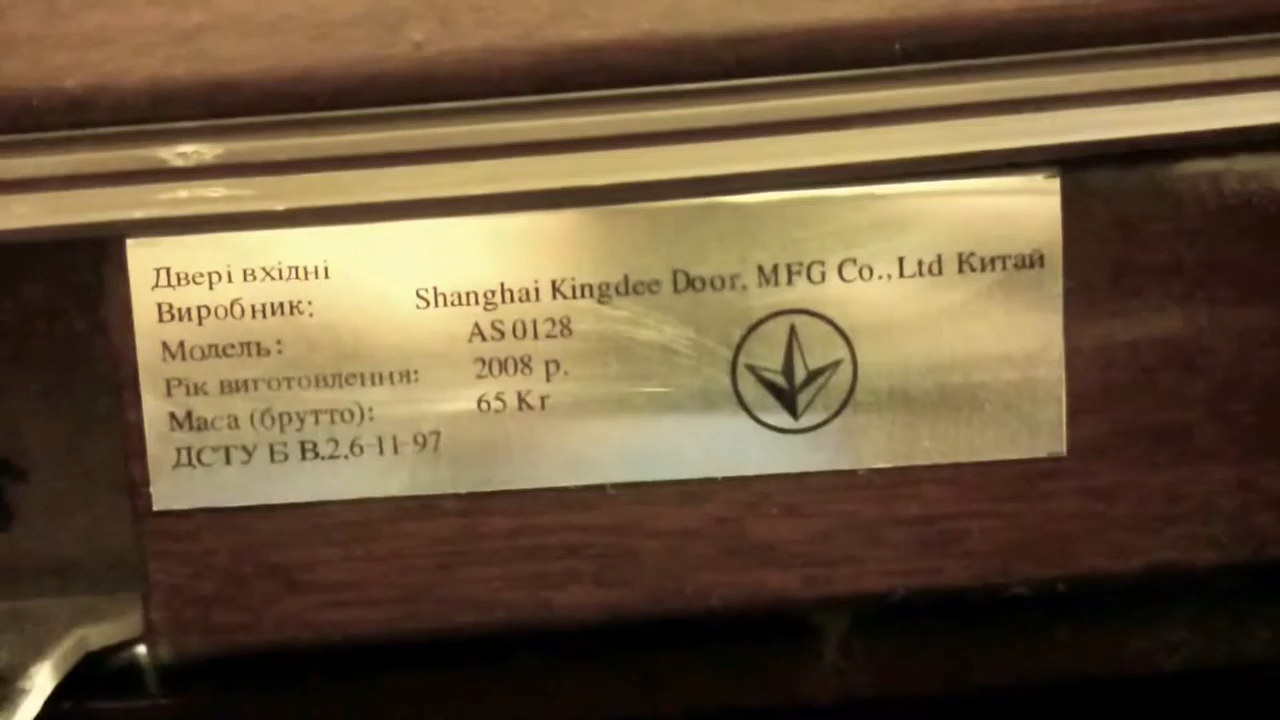 Двері вхідні
Виробник: Shanghai Kingdee Door, MFG Co.,Ltd Китай
Модель: AS 0128
Рік виготовлення: 2008 р.
Маса (брутто): 65 Кг
ДСТУ Б В.2.6-11-97